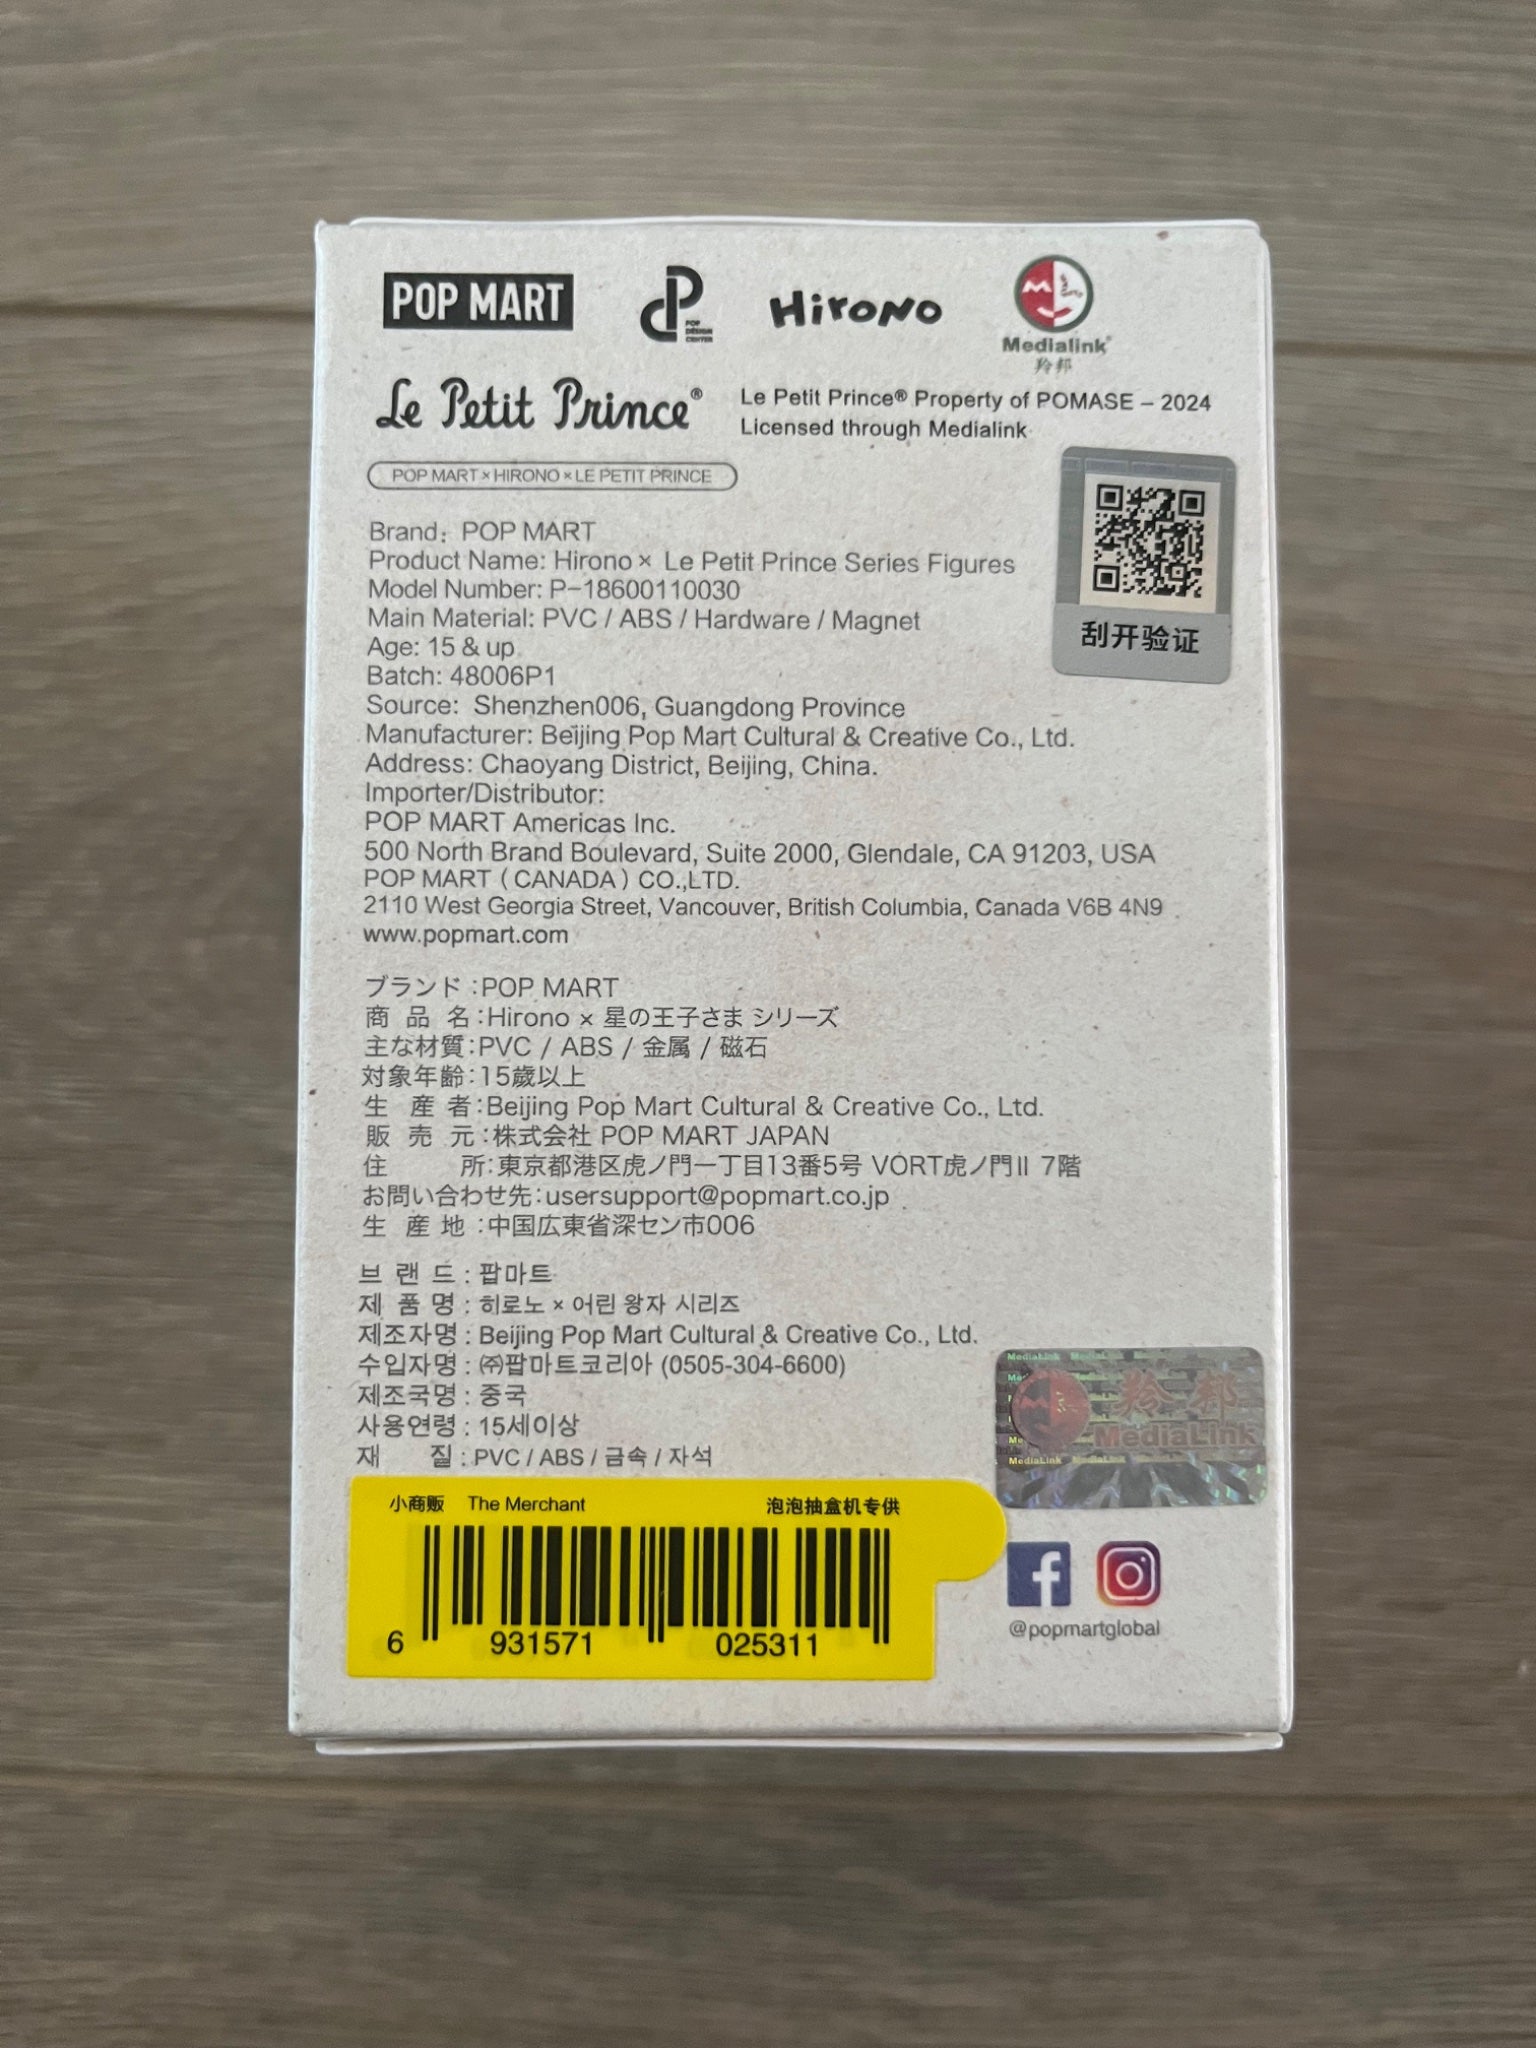 POP MART
POP
DESIGN
CENTER
Hirono
Medialink®
羚邦
Le Petit Prince®
Le Petit Prince® Property of POMASE – 2024
Licensed through Medialink
POP MART×HIRONO×LE PETIT PRINCE
刮开验证
Brand: POP MART
Product Name: Hirono× Le Petit Prince Series Figures
Model Number: P-18600110030
Main Material: PVC / ABS / Hardware / Magnet
Age: 15 & up
Batch: 48006P1
Source: Shenzhen006, Guangdong Province
Manufacturer: Beijing Pop Mart Cultural & Creative Co., Ltd.
Address: Chaoyang District, Beijing, China.
Importer/Distributor:
POP MART Americas Inc.
500 North Brand Boulevard, Suite 2000, Glendale, CA 91203, USA
POP MART (CANADA) CO.,LTD.
2110 West Georgia Street, Vancouver, British Columbia, Canada V6B 4N9
www.popmart.com
ブランド:POP MART
商品名:Hirono × 星の王子さま シリーズ
主な材質:PVC / ABS / 金属 / 磁石
対象年齢:15歳以上
生産者:Beijing Pop Mart Cultural & Creative Co., Ltd.
販売元:株式会社 POP MART JAPAN
住所:東京都港区虎ノ門一丁目13番5号 VORT虎ノ門II 7階
お問い合わせ先:usersupport@popmart.co.jp
生産地:中国広東省深セン市006
브랜드 : 팝마트
제품명 : 히로노 × 어린 왕자 시리즈
제조자명 : Beijing Pop Mart Cultural & Creative Co., Ltd.
수입자명 : ㈜팝마트코리아 (0505-304-6600)
제조국명 : 중국
사용연령 : 15세이상
재질 : PVC / ABS / 금속 / 자석
MediaLink MediaLink MediaLink
羚邦
MediaLink
MediaLink MediaLink
小商贩 The Merchant 泡泡抽盒机专供
6 931571 025311
@popmartglobal